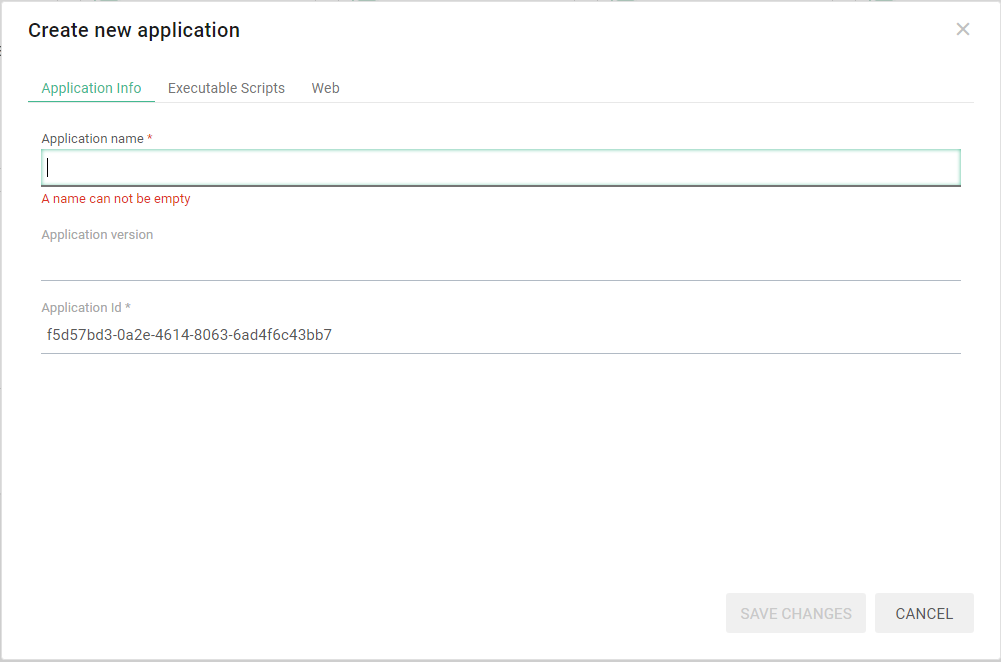 Create new application
Application Info Executable Scripts Web
Application name *
A name can not be empty
Application version
Application Id *
f5d57bd3-0a2e-4614-8063-6ad4f6c43bb7
SAVE CHANGES CANCEL